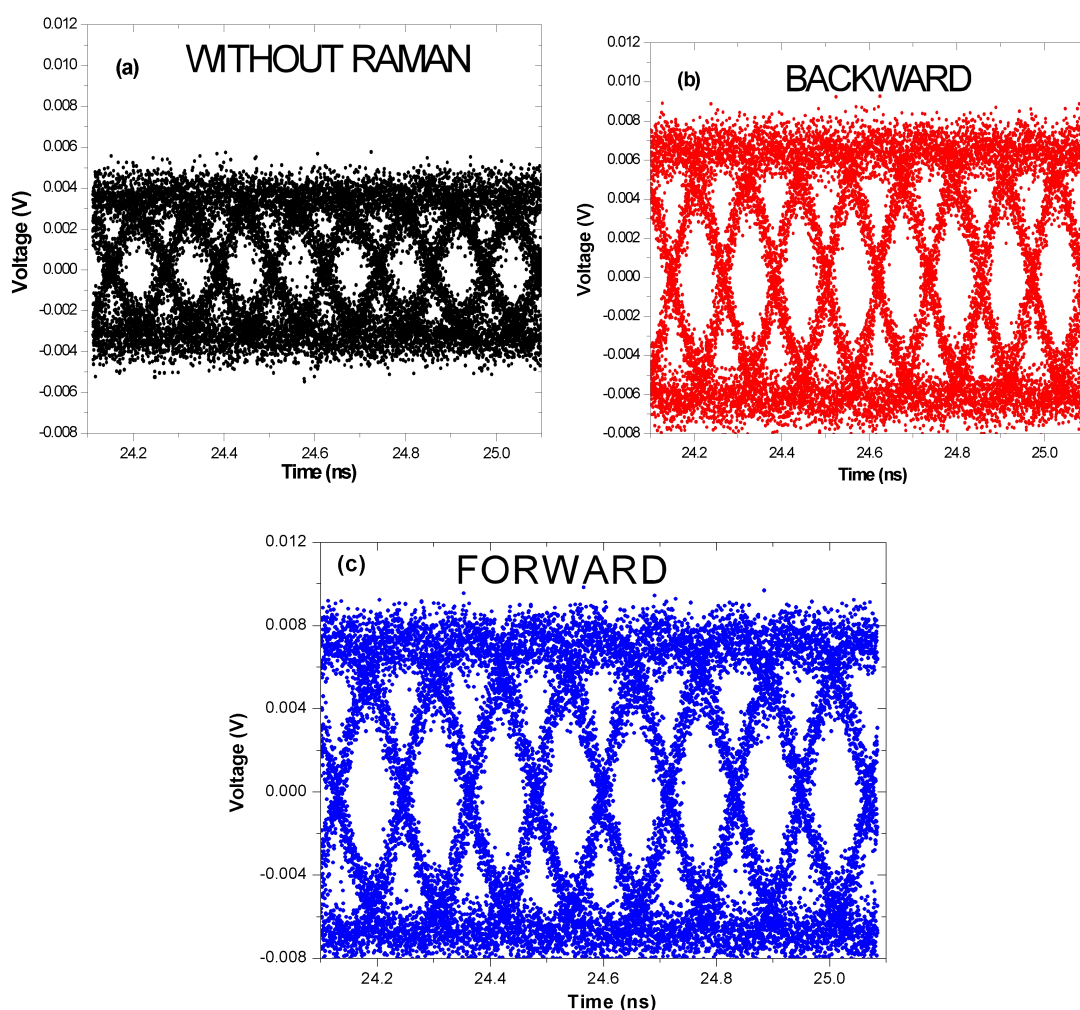 (a) WITHOUT RAMAN
0.012
0.010
0.008
0.006
0.004
0.002
0.000
-0.002
-0.004
-0.006
-0.008
Voltage (V)
24.2 24.4 24.6 24.8 25.0
Time (ns)
(b) BACKWARD
0.012
0.010
0.008
0.006
0.004
0.002
0.000
-0.002
-0.004
-0.006
-0.008
Voltage (V)
24.2 24.4 24.6 24.8 25.0
Time (ns)
(c) FORWARD
0.012
0.008
0.004
0.000
-0.004
-0.008
Voltage (V)
24.2 24.4 24.6 24.8 25.0
Time (ns)